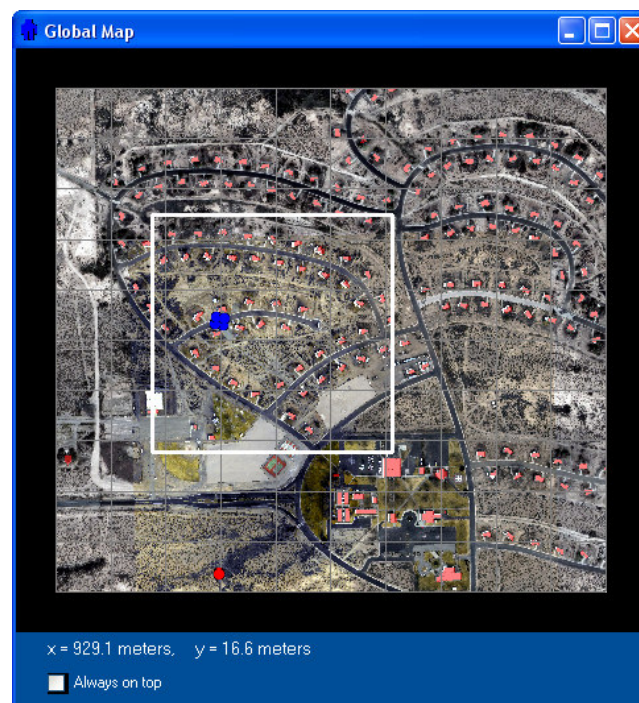 Global Map
x = 929.1 meters,   y = 16.6 meters
Always on top